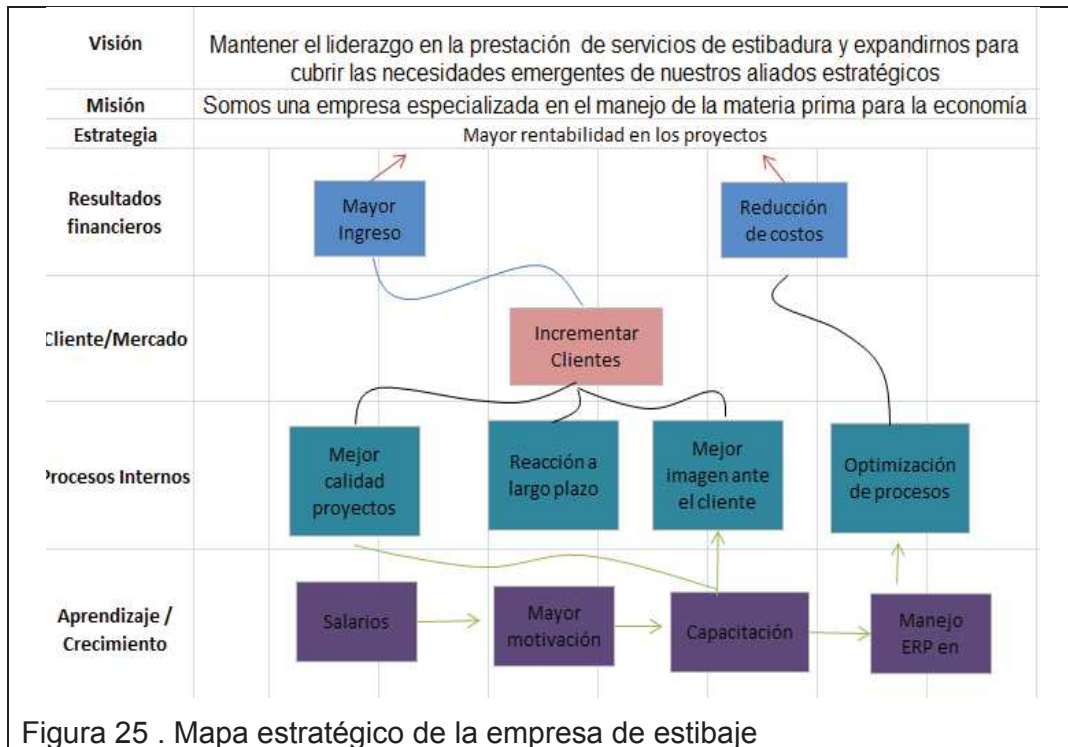 Visión
Mantener el liderazgo en la prestación de servicios de estibadura y expandirnos para
cubrir las necesidades emergentes de nuestros aliados estratégicos
Misión
Somos una empresa especializada en el manejo de la materia prima para la economía
Estrategia
Mayor rentabilidad en los proyectos
Resultados
financieros
Mayor
Ingreso
Reducción
de costos
Cliente/Mercado
Incrementar
Clientes
Procesos Internos
Mejor
calidad
proyectos
Reacción a
largo plazo
Mejor
imagen ante
el cliente
Optimización
de procesos
Aprendizaje /
Crecimiento
Salarios
Mayor
motivación
Capacitación
Manejo
ERP en
Figura 25 . Mapa estratégico de la empresa de estibaje